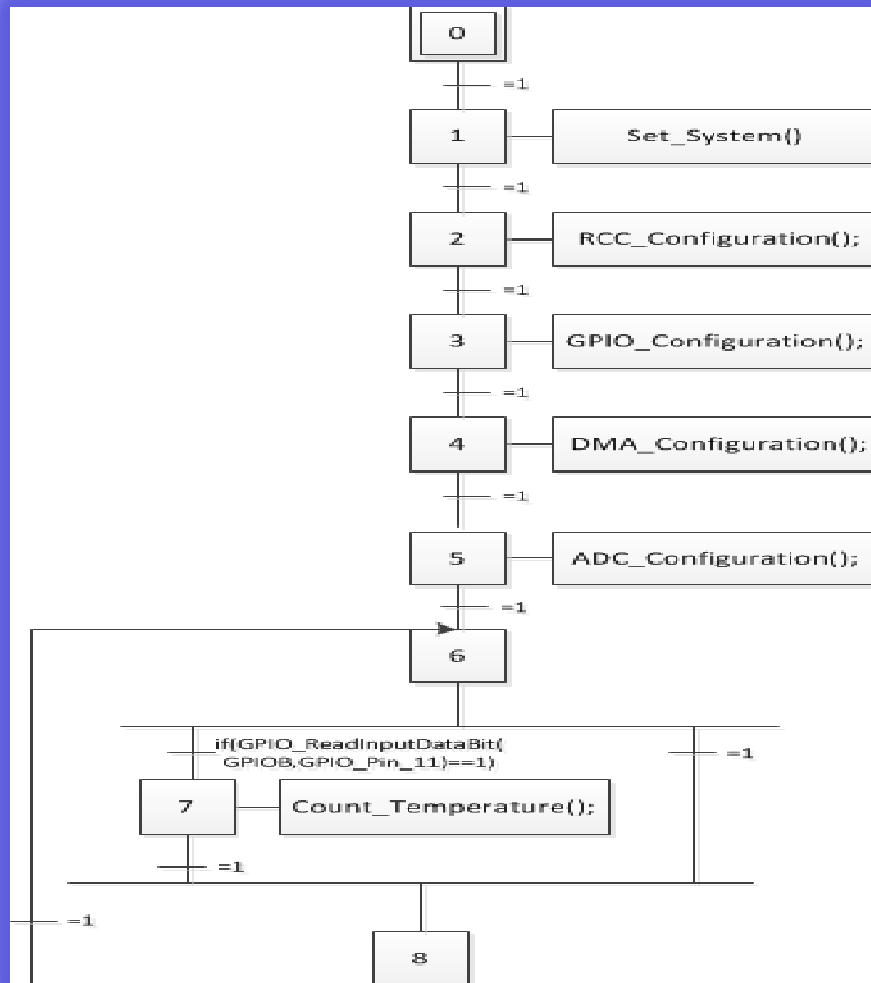 0
=1
1
Set_System()
=1
2
RCC_Configuration();
=1
3
GPIO_Configuration();
=1
4
DMA_Configuration();
=1
5
ADC_Configuration();
=1
6
if(GPIO_ReadInputDataBit(
GPIOB,GPIO_Pin_11)==1)
=1
7
Count_Temperature();
=1
=1
8